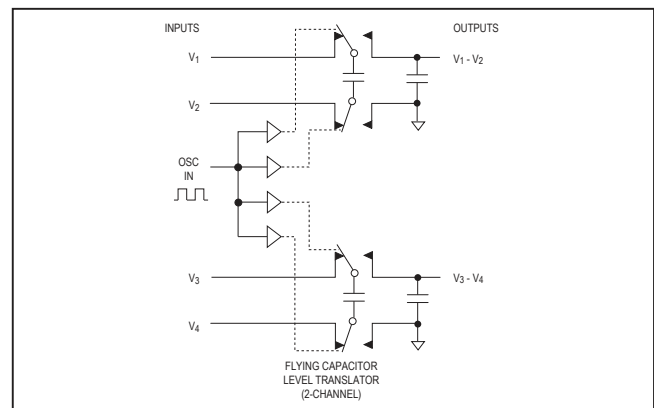 INPUTS
OUTPUTS
V1
V1 - V2
V2
OSC
IN
V3
V3 - V4
V4
FLYING CAPACITOR
LEVEL TRANSLATOR
(2-CHANNEL)